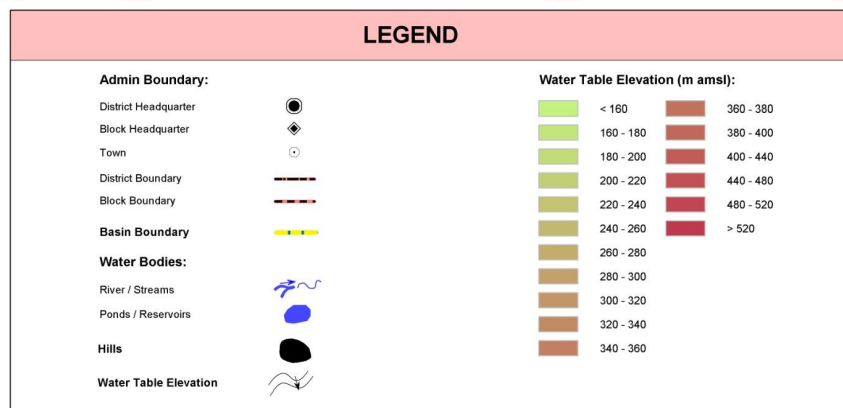 LEGEND
Admin Boundary:
District Headquarter
Block Headquarter
Town
District Boundary
Block Boundary
Basin Boundary
Water Bodies:
River / Streams
Ponds / Reservoirs
Hills
Water Table Elevation
Water Table Elevation (m amsl):
< 160
160 - 180
180 - 200
200 - 220
220 - 240
240 - 260
260 - 280
280 - 300
300 - 320
320 - 340
340 - 360
360 - 380
380 - 400
400 - 440
440 - 480
480 - 520
> 520